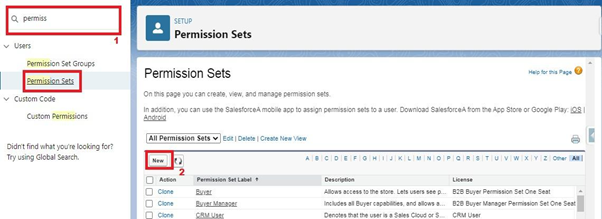 permiss
1
Users
Permission Set Groups
Permission Sets
Custom Code
Custom Permissions
Didn't find what you're looking for?
Try using Global Search.
SETUP
Permission Sets
Permission Sets
Help for this Page
On this page you can create, view, and manage permission sets.
In addition, you can use the SalesforceA mobile app to assign permission sets to a user. Download SalesforceA from the App Store or Google Play: iOS |
Android
All Permission Sets Edit | Delete | Create New View
New
2
A | B | C | D | E | F | G | H | I | J | K | L | M | N | O | P | Q | R | S | T | U | V | W | X | Y | Z | Other | All
Action Permission Set Label ↑ Description License
Clone Buyer Allows access to the store. Lets users see p... B2B Buyer Permission Set One Seat
Clone Buyer Manager Includes all Buyer capabilities, and allows a... B2B Buyer Manager Permission Set One Seat
Clone CRM User Denotes that the user is a Sales Cloud or S... CRM User